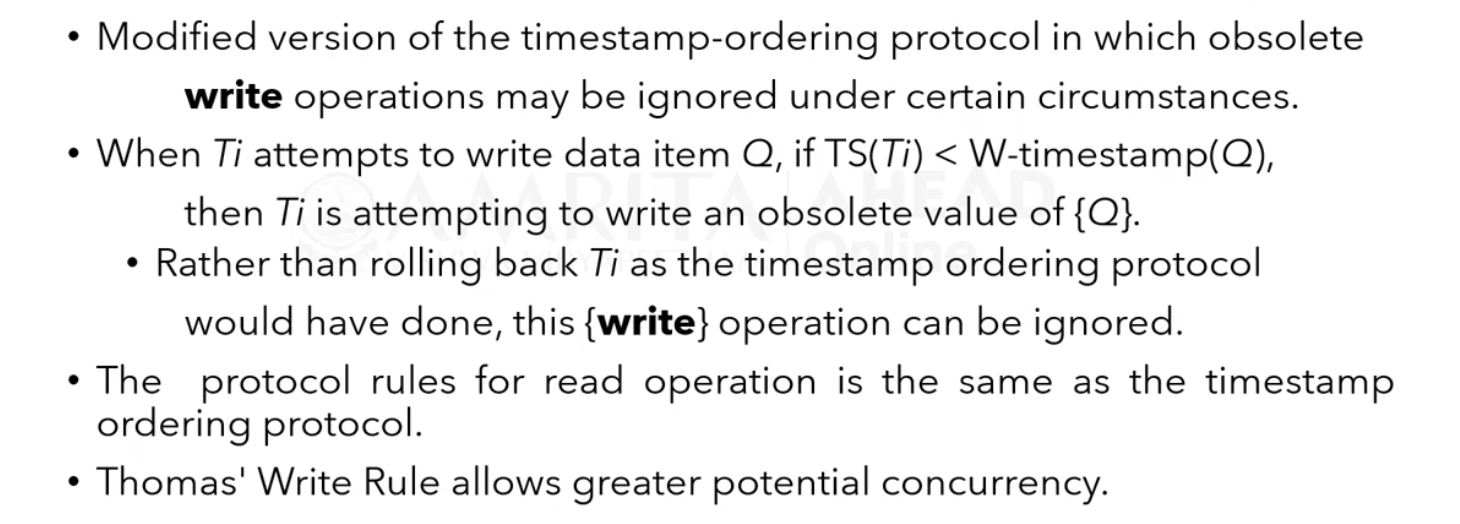 • Modified version of the timestamp-ordering protocol in which obsolete
write operations may be ignored under certain circumstances.
• When Ti attempts to write data item Q, if TS(Ti) < W-timestamp(Q),
then Ti is attempting to write an obsolete value of {Q}.
• Rather than rolling back Ti as the timestamp ordering protocol
would have done, this {write} operation can be ignored.
• The protocol rules for read operation is the same as the timestamp
ordering protocol.
• Thomas' Write Rule allows greater potential concurrency.
AMRITA AHEAD
Online